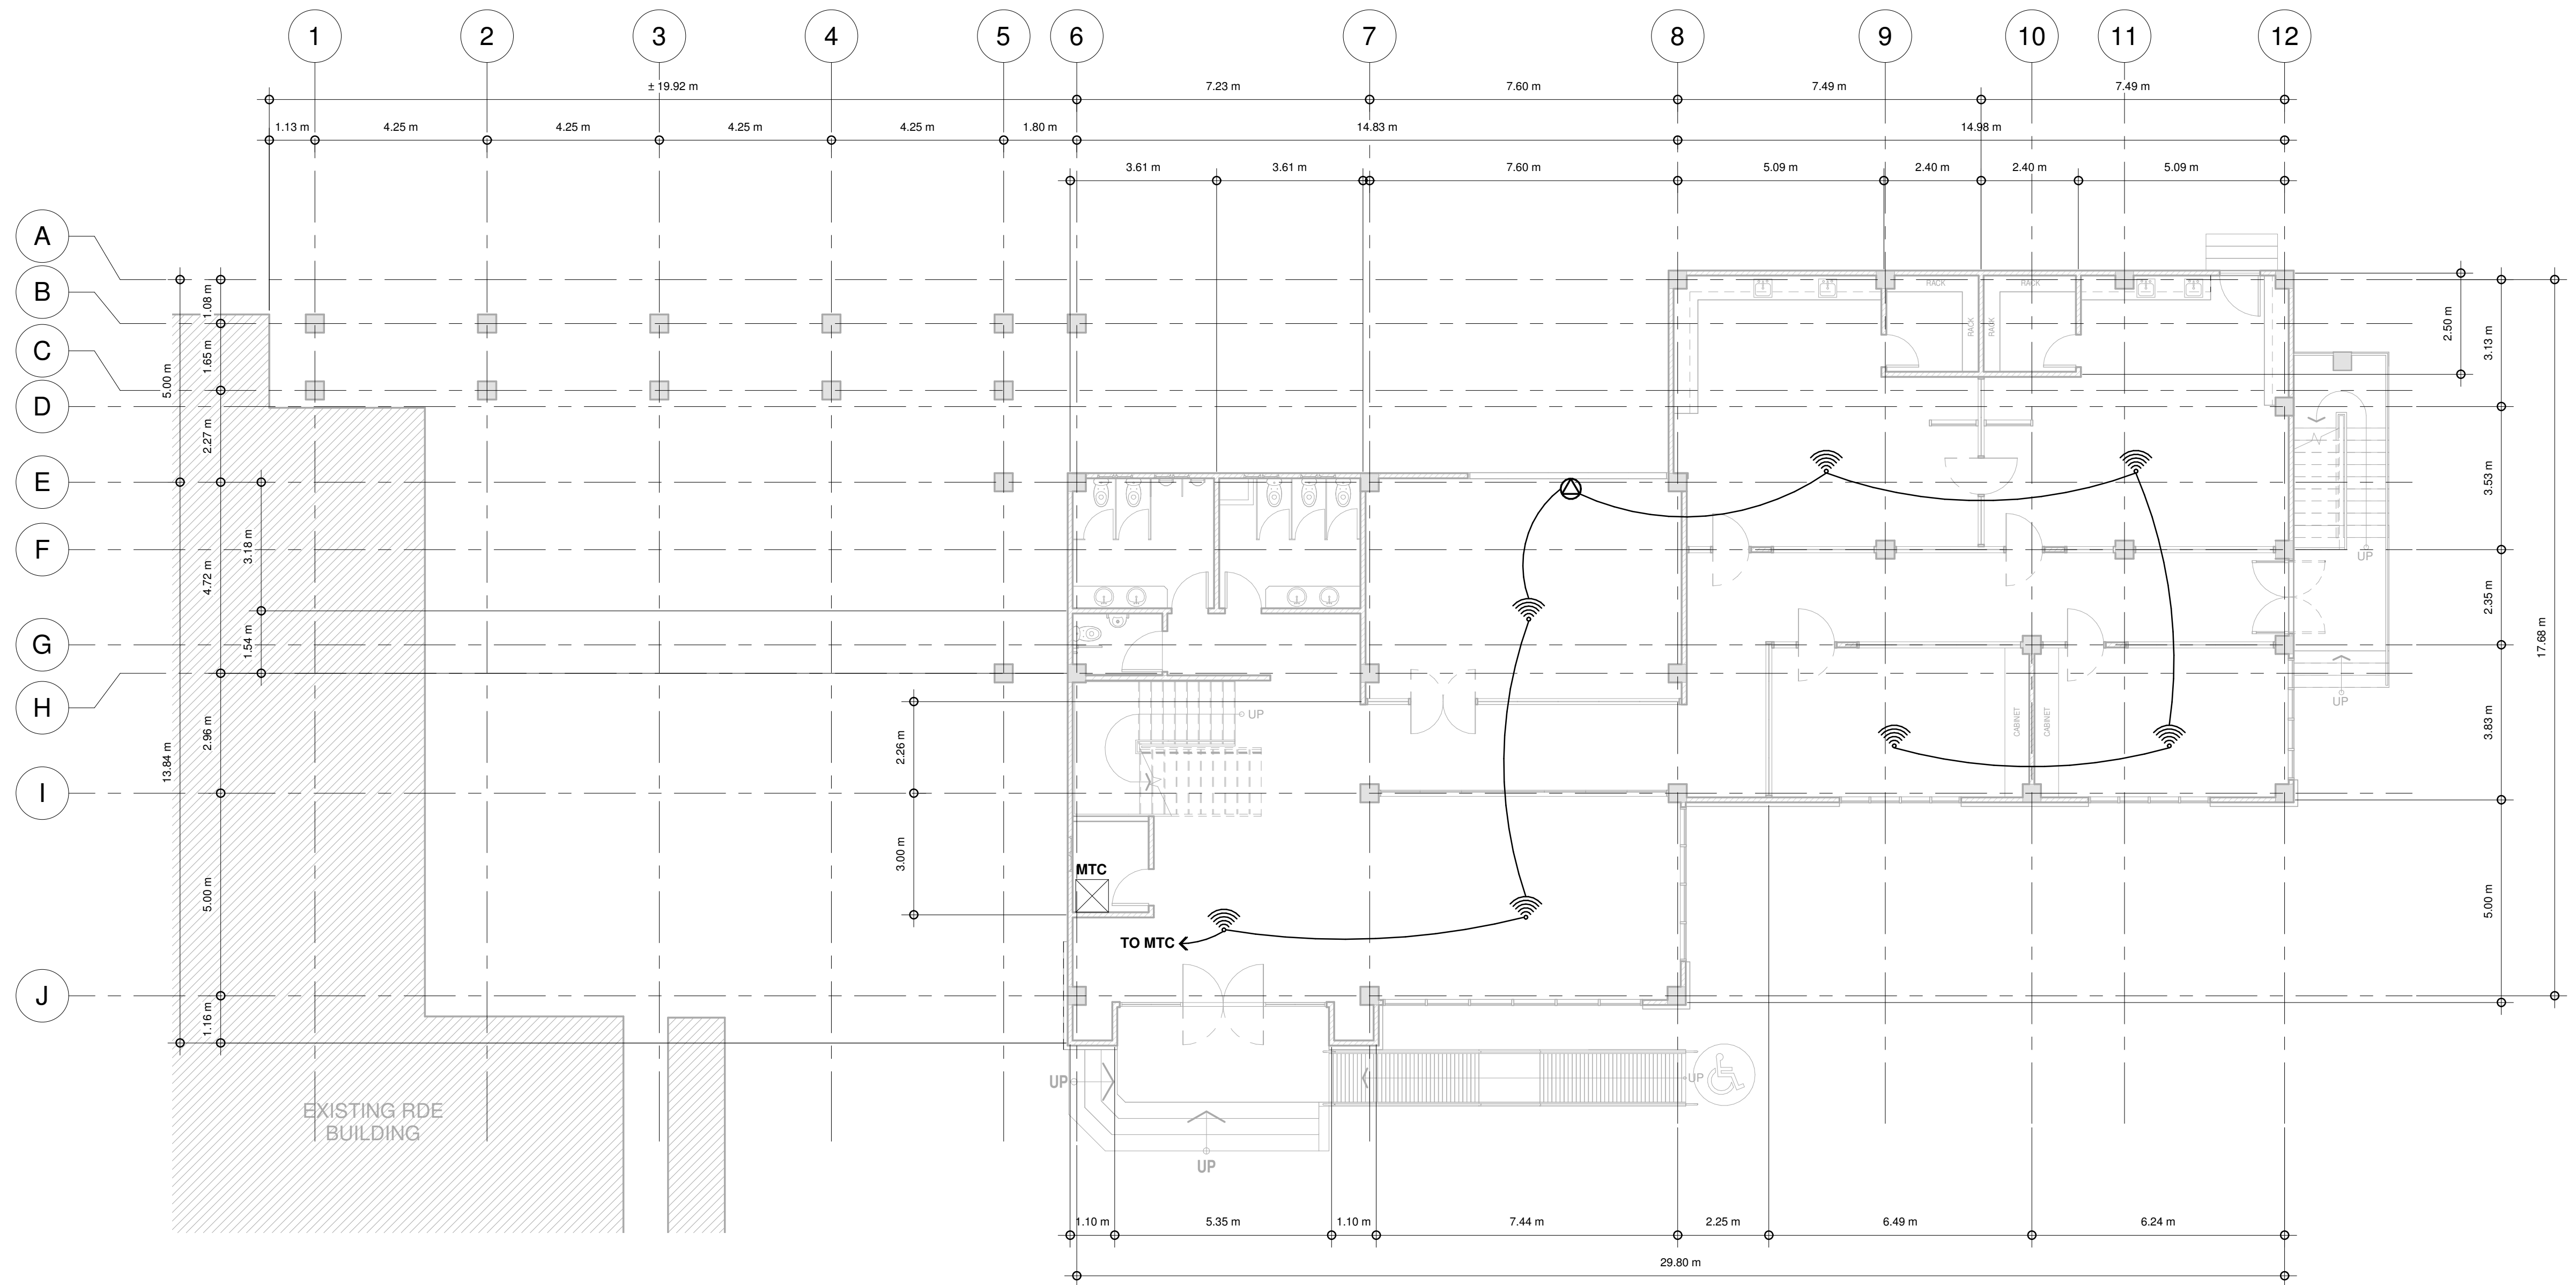 1 2 3 4 5 6 7 8 9 10 11 12
± 19.92 m 7.23 m 7.60 m 7.49 m 7.49 m
1.13 m 4.25 m 4.25 m 4.25 m 4.25 m 1.80 m 14.83 m 14.98 m
3.61 m 3.61 m 7.60 m 5.09 m 2.40 m 2.40 m 5.09 m
A
B
C
D
E
F
G
H
I
J
1.08 m
1.65 m
5.00 m
2.27 m
3.18 m
4.72 m
1.54 m
2.96 m
13.84 m
5.00 m
1.16 m
2.26 m
3.00 m
RACK
RACK
RACK
RACK
2.50 m
3.13 m
3.53 m
2.35 m
17.68 m
3.83 m
5.00 m
UP
UP
UP
CABINET
CABINET
MTC
TO MTC
UP
UP
UP
EXISTING RDE
BUILDING
1.10 m 5.35 m 1.10 m 7.44 m 2.25 m 6.49 m 6.24 m
29.80 m